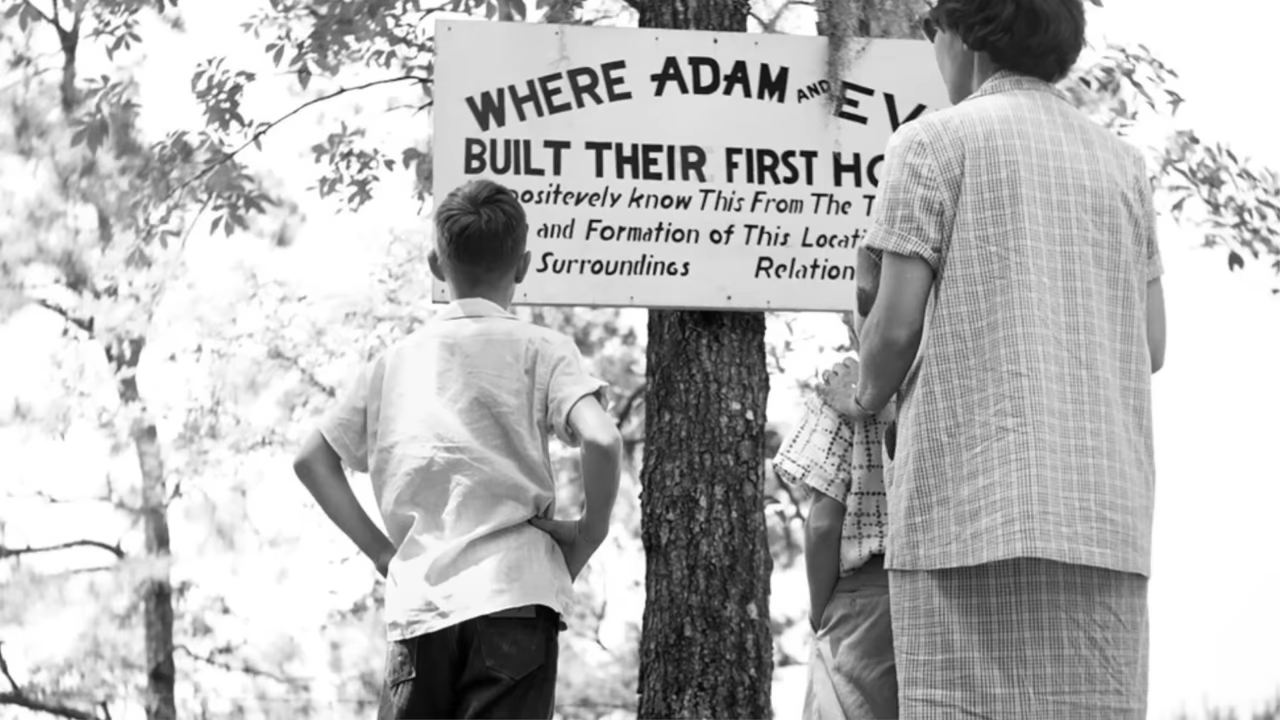 WHERE ADAM AND EV
BUILT THEIR FIRST HO
positevely know This From The T
and Formation of This Locati
Surroundings Relation